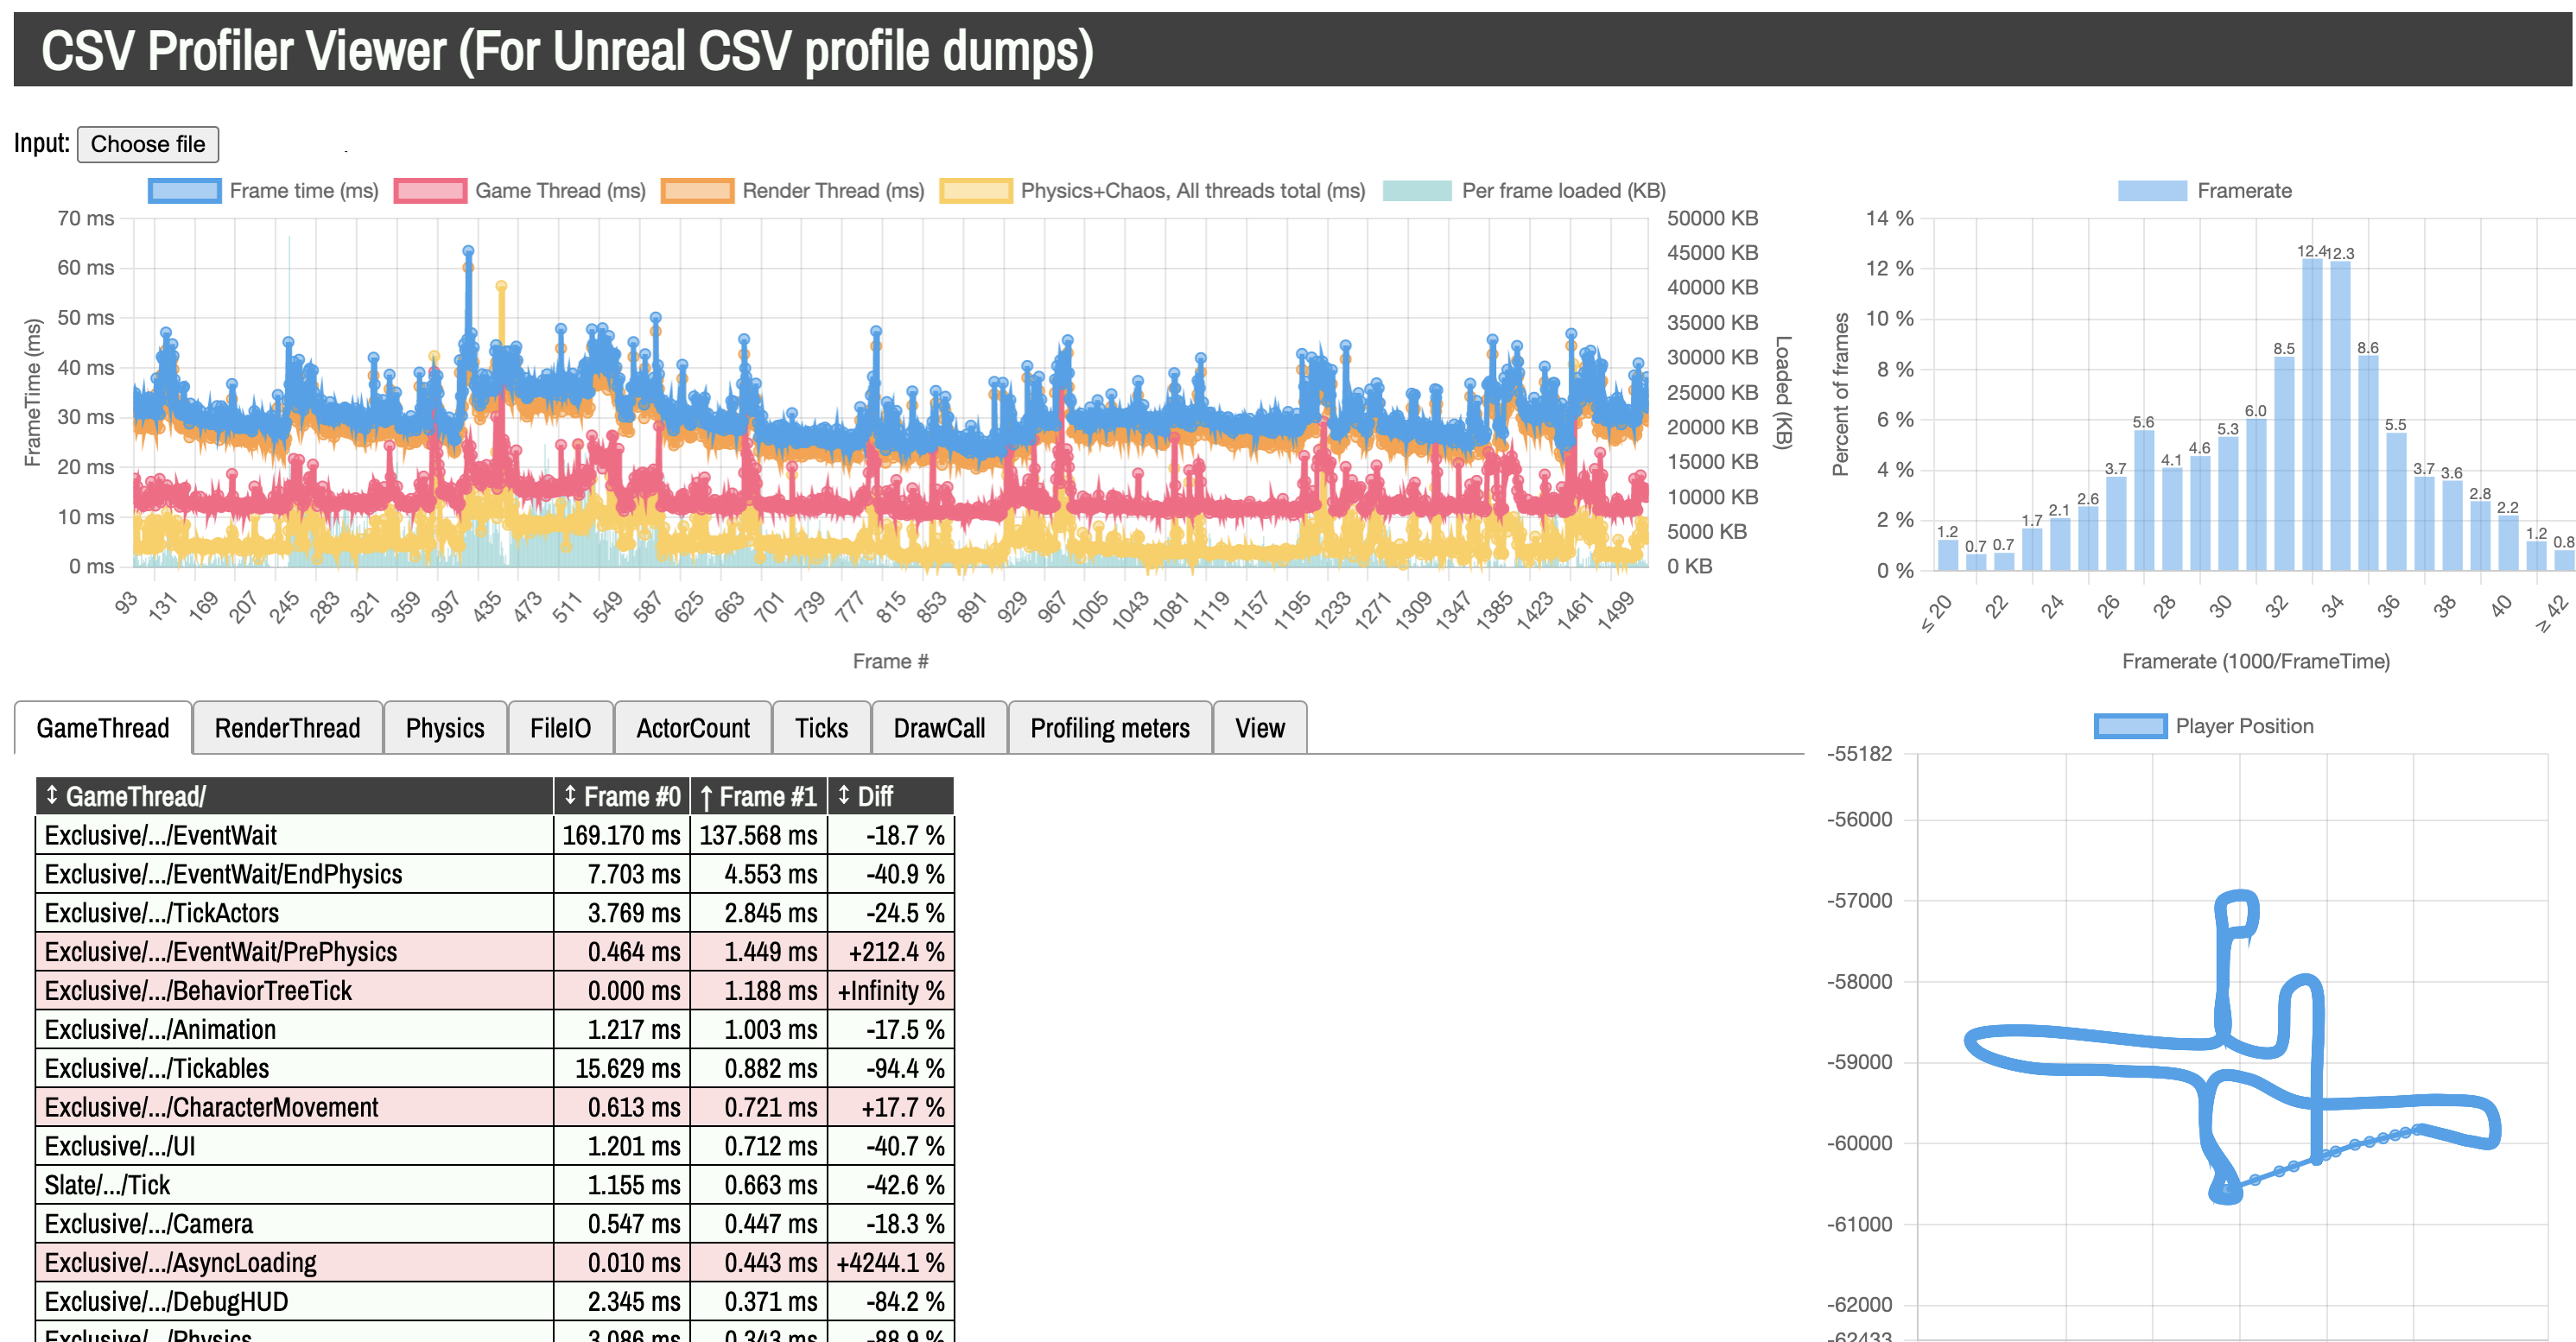 CSV Profiler Viewer (For Unreal CSV profile dumps)
Input: Choose file
Frame time (ms) Game Thread (ms) Render Thread (ms) Physics+Chaos, All threads total (ms) Per frame loaded (KB)
FrameTime (ms)
70 ms
60 ms
50 ms
40 ms
30 ms
20 ms
10 ms
0 ms
50000 KB
45000 KB
40000 KB
35000 KB
30000 KB
25000 KB
20000 KB
15000 KB
10000 KB
5000 KB
0 KB
Loaded (KB)
93 131 169 207 245 283 321 359 397 435 473 511 549 587 625 663 701 739 777 815 853 891 929 967 1005 1043 1081 1119 1157 1195 1233 1271 1309 1347 1385 1423 1461 1499
Frame #
Framerate
Percent of frames
14 %
12 %
10 %
8 %
6 %
4 %
2 %
0 %
1.2 0.7 0.7 1.7 2.1 2.6 3.7 5.6 4.1 4.6 5.3 6.0 8.5 12.4 12.3 8.6 5.5 3.7 3.6 2.8 2.2 1.2 0.8
≤ 20 22 24 26 28 30 32 34 36 38 40 ≥ 42
Framerate (1000/FrameTime)
GameThread RenderThread Physics FileIO ActorCount Ticks DrawCall Profiling meters View
↕ GameThread/ ↕ Frame #0 ↑ Frame #1 ↕ Diff
Exclusive/.../EventWait 169.170 ms 137.568 ms -18.7 %
Exclusive/.../EventWait/EndPhysics 7.703 ms 4.553 ms -40.9 %
Exclusive/.../TickActors 3.769 ms 2.845 ms -24.5 %
Exclusive/.../EventWait/PrePhysics 0.464 ms 1.449 ms +212.4 %
Exclusive/.../BehaviorTreeTick 0.000 ms 1.188 ms +Infinity %
Exclusive/.../Animation 1.217 ms 1.003 ms -17.5 %
Exclusive/.../Tickables 15.629 ms 0.882 ms -94.4 %
Exclusive/.../CharacterMovement 0.613 ms 0.721 ms +17.7 %
Exclusive/.../UI 1.201 ms 0.712 ms -40.7 %
Slate/.../Tick 1.155 ms 0.663 ms -42.6 %
Exclusive/.../Camera 0.547 ms 0.447 ms -18.3 %
Exclusive/.../AsyncLoading 0.010 ms 0.443 ms +4244.1 %
Exclusive/.../DebugHUD 2.345 ms 0.371 ms -84.2 %
Exclusive/.../Physics 3.086 ms 0.343 ms -88.9 %
Player Position
-55182
-56000
-57000
-58000
-59000
-60000
-61000
-62000
-62433